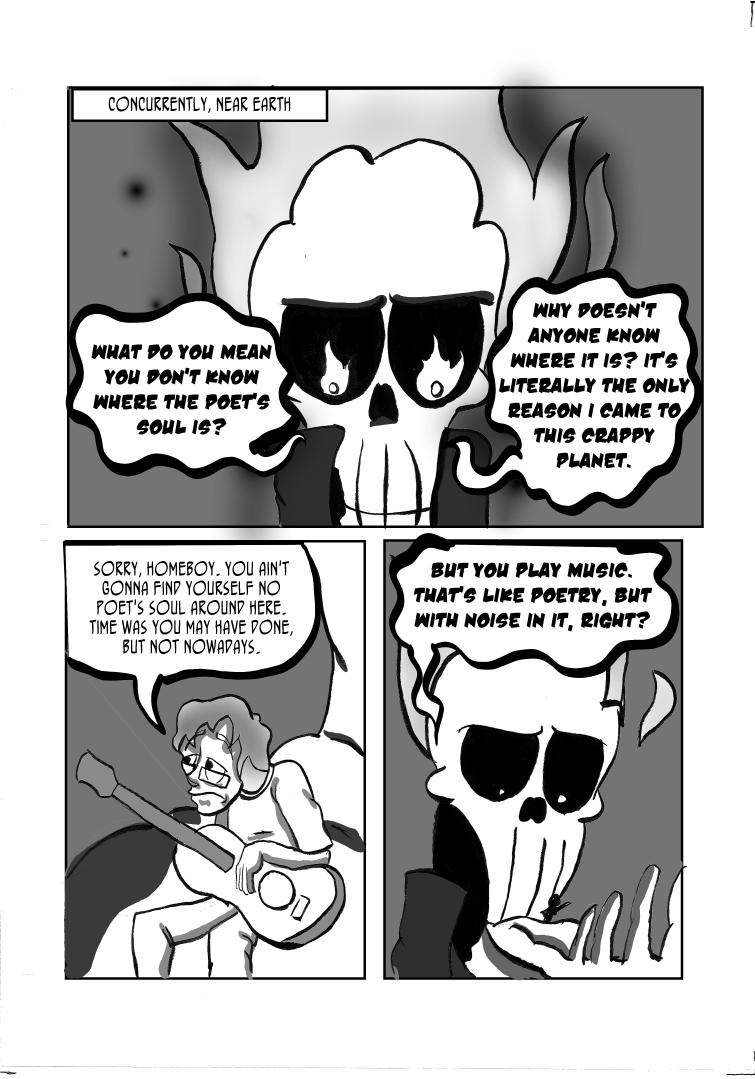 CONCURRENTLY, NEAR EARTH
WHAT DO YOU MEAN
YOU DON'T KNOW
WHERE THE POET'S
SOUL IS?
WHY DOESN'T
ANYONE KNOW
WHERE IT IS? IT'S
LITERALLY THE ONLY
REASON I CAME TO
THIS CRAPPY
PLANET.
SORRY, HOMEBOY. YOU AIN'T
GONNA FIND YOURSELF NO
POET'S SOUL AROUND HERE.
TIME WAS YOU MAY HAVE DONE,
BUT NOT NOWADAYS.
BUT YOU PLAY MUSIC.
THAT'S LIKE POETRY, BUT
WITH NOISE IN IT, RIGHT?